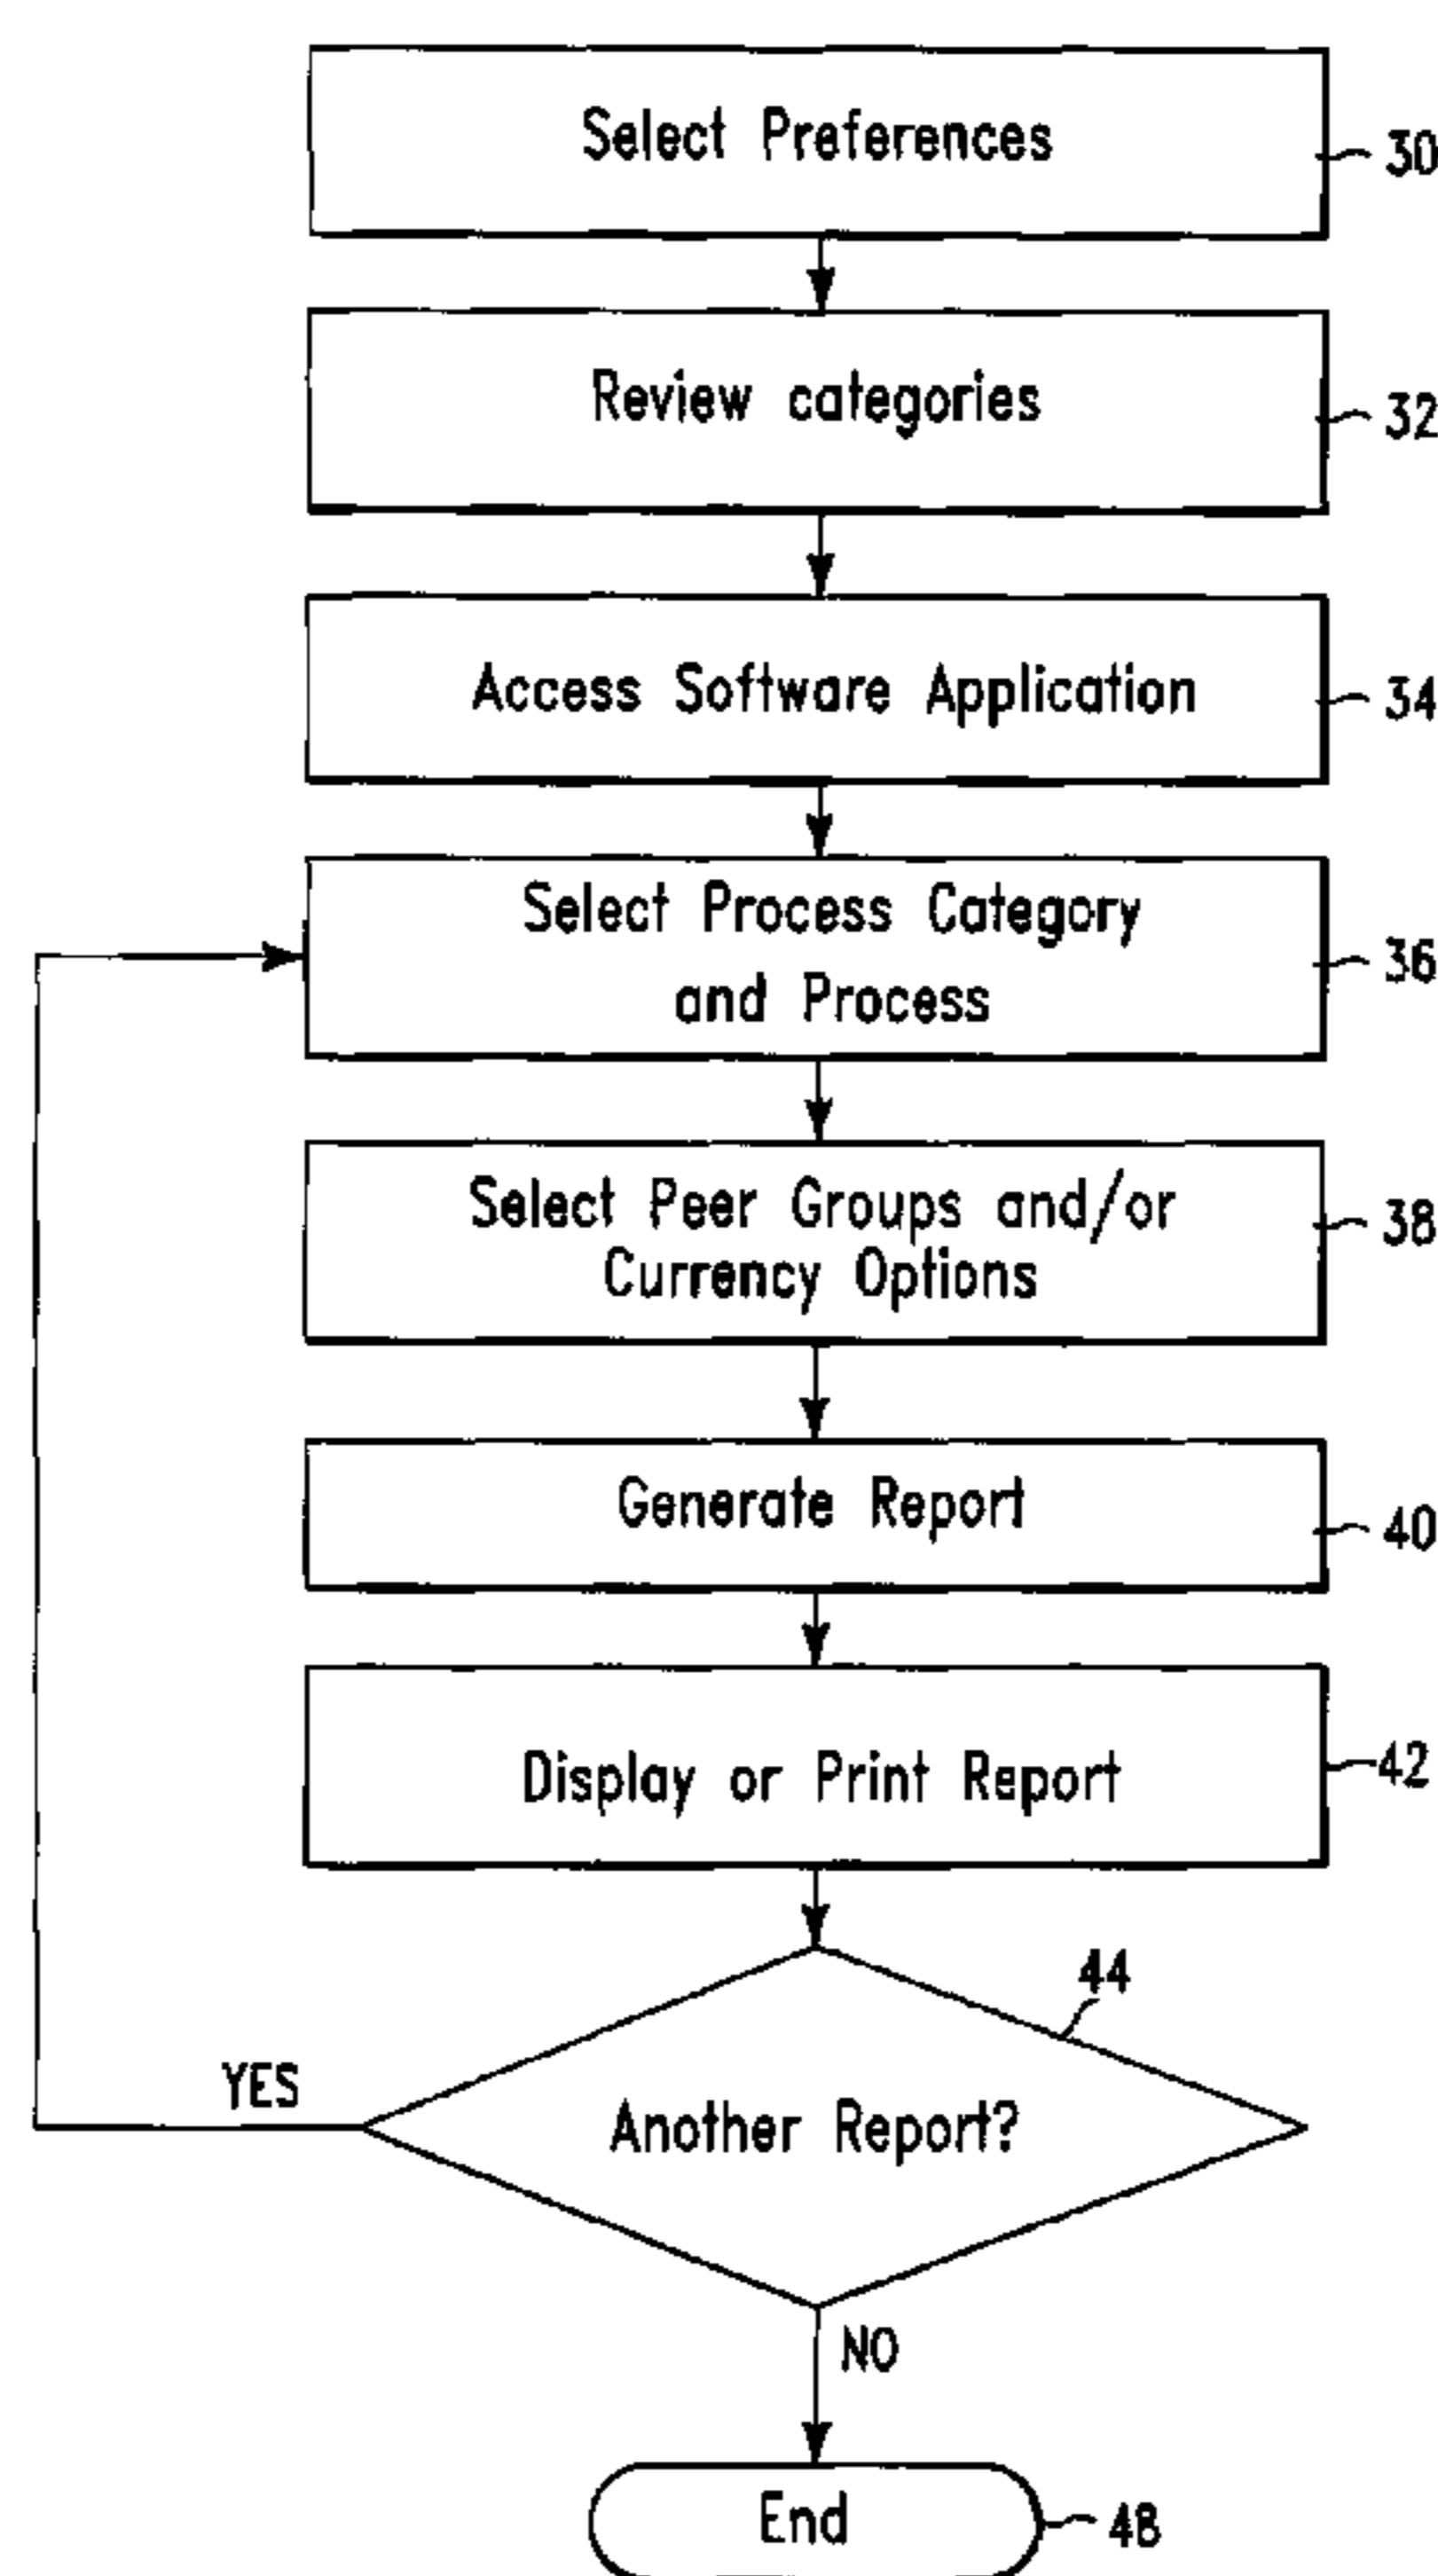 Select Preferences
30
Review categories
32
Access Software Application
34
Select Process Category
and Process
36
Select Peer Groups and/or
Currency Options
38
Generate Report
40
Display or Print Report
42
44
YES
Another Report?
NO
End
48